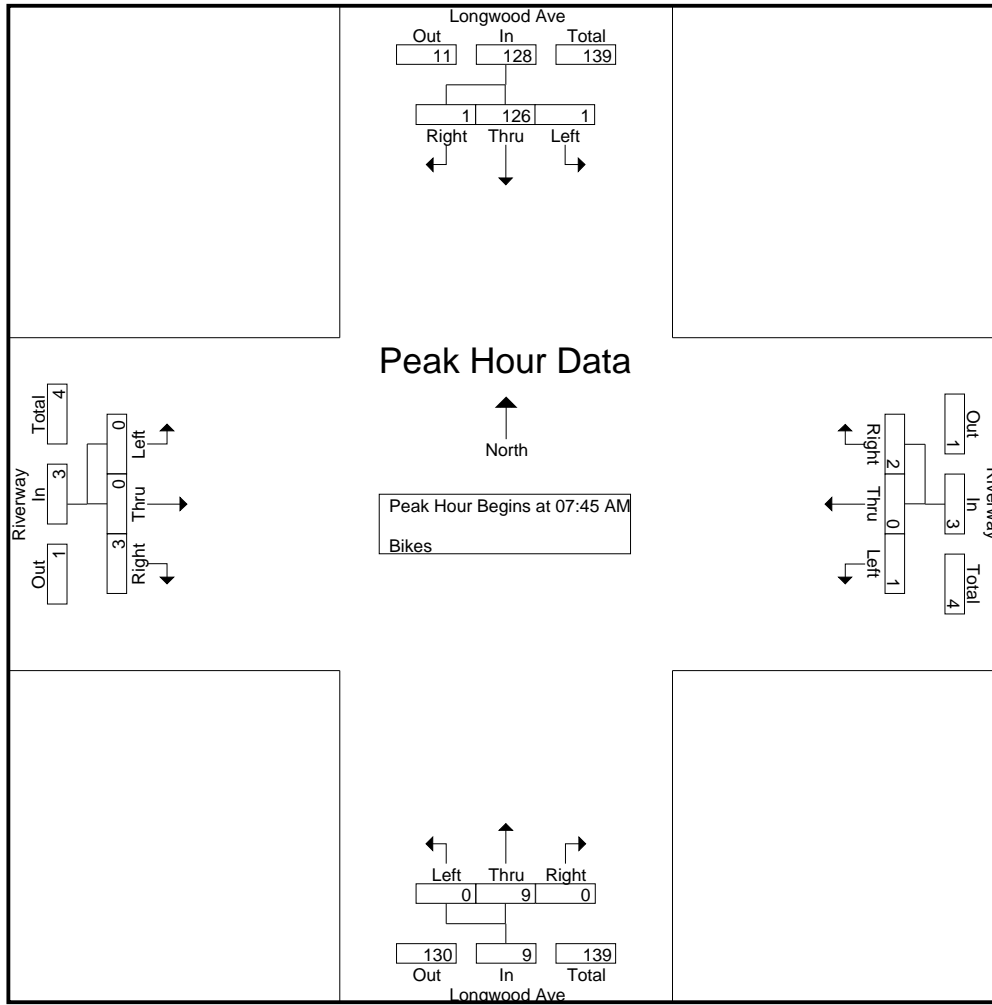 Longwood Ave
Out In Total
11 128 139
1 126 1
Right Thru Left
Peak Hour Data
North
Peak Hour Begins at 07:45 AM
Bikes
Riverway
Out In Total
1 3 4
Right Thru Left
3 0 0
Riverway
Out In Total
1 3 4
Right Thru Left
2 0 1
Left Thru Right
0 9 0
130 9 139
Out In Total
Longwood Ave